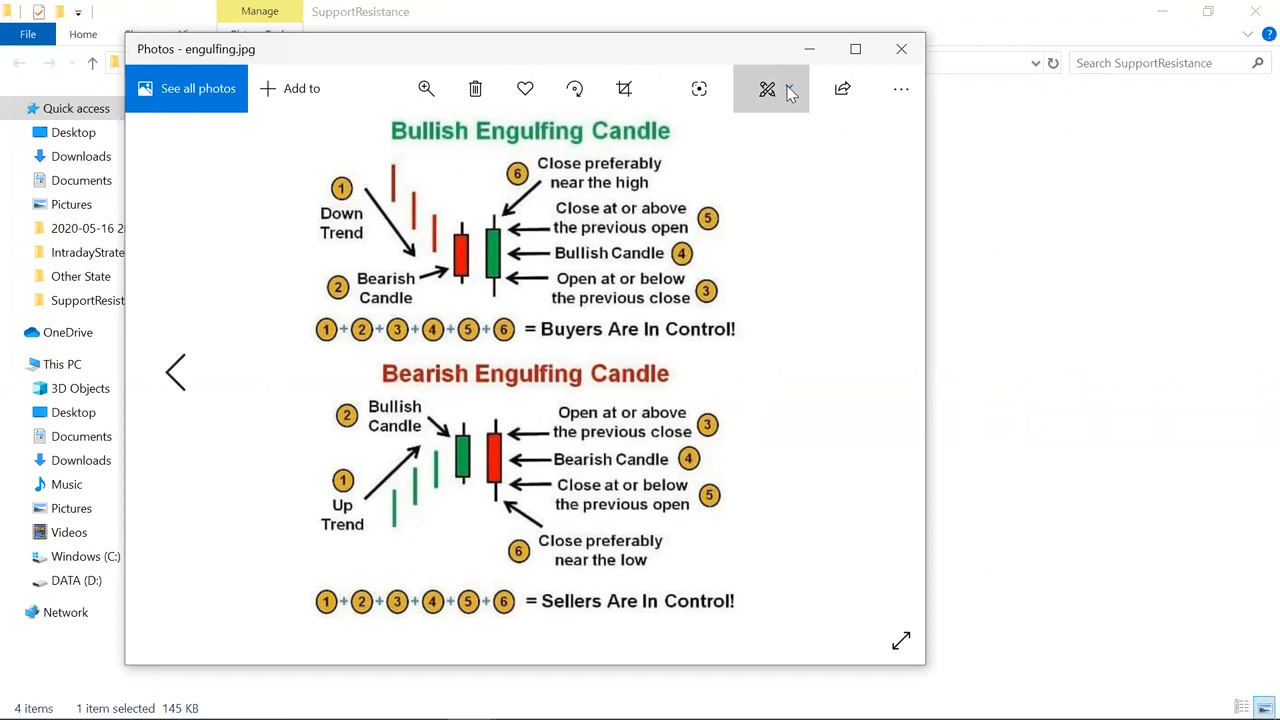 Manage
SupportResistance
File
Home
Search SupportResistance
Photos - engulfing.jpg
See all photos
Add to
Quick access
Desktop
Downloads
Documents
Pictures
2020-05-16 2
IntradayStrate
Other State
SupportResist
OneDrive
This PC
3D Objects
Desktop
Documents
Downloads
Music
Pictures
Videos
Windows (C:)
DATA (D:)
Network
Bullish Engulfing Candle
1
Down
Trend
2
Bearish
Candle
6
Close preferably
near the high
Close at or above
the previous open
5
Bullish Candle
4
Open at or below
the previous close
3
1 + 2 + 3 + 4 + 5 + 6 = Buyers Are In Control!
Bearish Engulfing Candle
2
Bullish
Candle
1
Up
Trend
Open at or above
the previous close
3
Bearish Candle
4
Close at or below
the previous open
5
6
Close preferably
near the low
1 + 2 + 3 + 4 + 5 + 6 = Sellers Are In Control!
4 items
1 item selected
145 KB